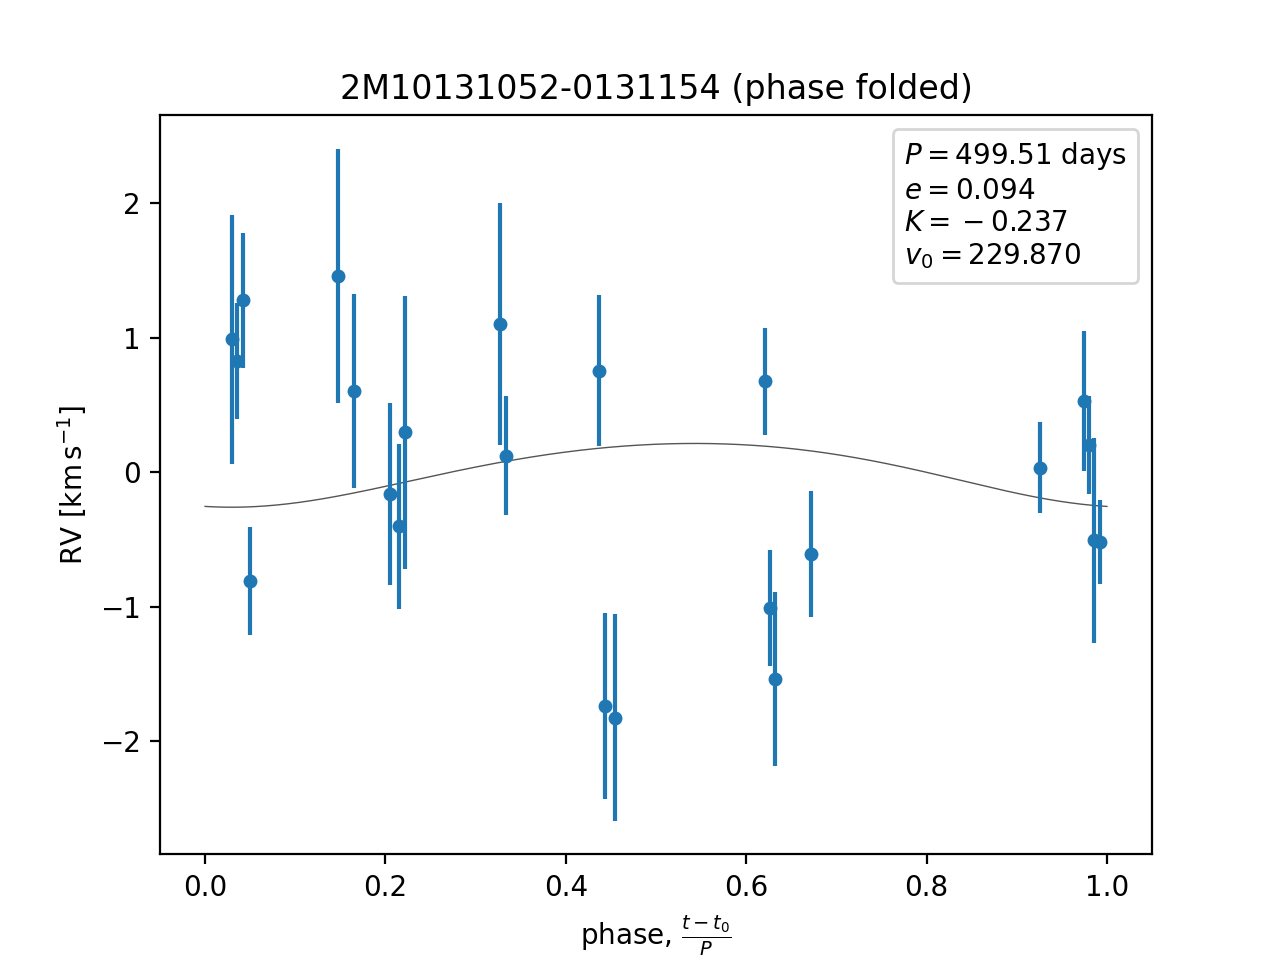 2M10131052-0131154 (phase folded)
P = 499.51 days
e = 0.094
K = −0.237
v₀ = 229.870
2
1
0
−1
−2
RV [km s⁻¹]
0.0 0.2 0.4 0.6 0.8 1.0
phase, (t − t₀)/P